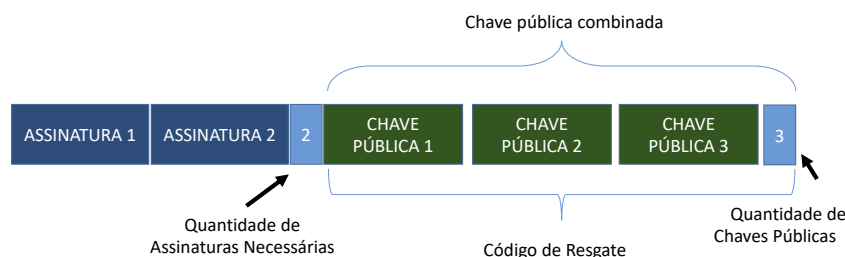 Chave pública combinada
ASSINATURA 1
ASSINATURA 2
2
CHAVE
PÚBLICA 1
CHAVE
PÚBLICA 2
CHAVE
PÚBLICA 3
3
Quantidade de
Assinaturas Necessárias
Código de Resgate
Quantidade de
Chaves Públicas